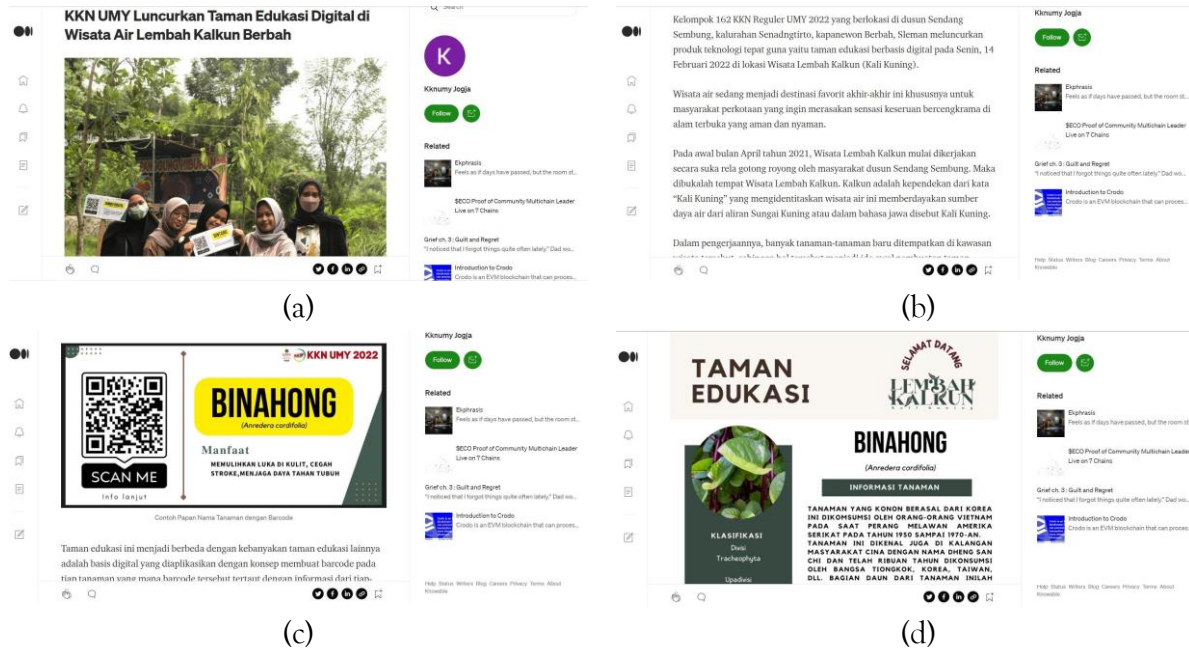 KKN UMY Luncurkan Taman Edukasi Digital di
Wisata Air Lembah Kalkun Berbah
Search
K
Kknumy Jogja
Follow
Related
Ekphrasis
Feels as if days have passed, but the room st...
$ECO Proof of Community Multichain Leader
Live on 7 Chains
Grief ch. 3 : Guilt and Regret
"I noticed that I forgot things quite often lately." Dad wo...
Introduction to Crodo
Crodo is an EVM blockchain that can proces...
(a)
Kelompok 162 KKN Reguler UMY 2022 yang berlokasi di dusun Sendang
Sembung, kalurahan Senadngtirto, kapanewon Berbah, Sleman meluncurkan
produk teknologi tepat guna yaitu taman edukasi berbasis digital pada Senin, 14
Februari 2022 di lokasi Wisata Lembah Kalkun (Kali Kuning).
Wisata air sedang menjadi destinasi favorit akhir-akhir ini khususnya untuk
masyarakat perkotaan yang ingin merasakan sensasi keseruan bercengkrama di
alam terbuka yang aman dan nyaman.
Pada awal bulan April tahun 2021, Wisata Lembah Kalkun mulai dikerjakan
secara suka rela gotong royong oleh masyarakat dusun Sendang Sembung. Maka
dibukalah tempat Wisata Lembah Kalkun. Kalkun adalah kependekan dari kata
"Kali Kuning" yang mengidentitaskan wisata air ini memberdayakan sumber
daya air dari aliran Sungai Kuning atau dalam bahasa jawa disebut Kali Kuning.
Dalam pengerjaannya, banyak tanaman-tanaman baru ditempatkan di kawasan
Kknumy Jogja
Follow
Related
Ekphrasis
Feels as if days have passed, but the room st...
$ECO Proof of Community Multichain Leader
Live on 7 Chains
Grief ch. 3 : Guilt and Regret
"I noticed that I forgot things quite often lately." Dad wo...
Introduction to Crodo
Crodo is an EVM blockchain that can proces...
Help Status Writers Blog Careers Privacy Terms About
Knowable
(b)
KKN UMY 2022
BINAHONG
(Anredera cordifolia)
Manfaat
MEMULIHKAN LUKA DI KULIT, CEGAH
STROKE,MENJAGA DAYA TAHAN TUBUH
SCAN ME
Info lanjut
Contoh Papan Nama Tanaman dengan Barcode
Taman edukasi ini menjadi berbeda dengan kebanyakan taman edukasi lainnya
adalah basis digital yang diaplikasikan dengan konsep membuat barcode pada
tiap tanaman yang mana barcode tersebut tertaut dengan informasi dari tiap-
Kknumy Jogja
Follow
Related
Ekphrasis
Feels as if days have passed, but the room st...
$ECO Proof of Community Multichain Leader
Live on 7 Chains
Grief ch. 3 : Guilt and Regret
"I noticed that I forgot things quite often lately." Dad wo...
Introduction to Crodo
Crodo is an EVM blockchain that can proces...
Help Status Writers Blog Careers Privacy Terms About
Knowable
(c)
TAMAN
EDUKASI
SELAMAT DATANG
LEMBAH
KALKUN
Kali Kuning
BINAHONG
(Anredera cordifolia)
INFORMASI TANAMAN
TANAMAN YANG KONON BERASAL DARI KOREA
INI DIKOMSUMSI OLEH ORANG-ORANG VIETNAM
PADA SAAT PERANG MELAWAN AMERIKA
SERIKAT PADA TAHUN 1950 SAMPAI 1970-AN.
TANAMAN INI DIKENAL JUGA DI KALANGAN
MASYARAKAT CINA DENGAN NAMA DHENG SAN
CHI DAN TELAH RIBUAN TAHUN DIKONSUMSI
OLEH BANGSA TIONGKOK, KOREA, TAIWAN,
DLL. BAGIAN DAUN DARI TANAMAN INILAH
KLASIFIKASI
Divisi
Tracheophyta
Upadivisi
Kknumy Jogja
Follow
Related
Ekphrasis
Feels as if days have passed, but the room st...
$ECO Proof of Community Multichain Leader
Live on 7 Chains
Grief ch. 3 : Guilt and Regret
"I noticed that I forgot things quite often lately." Dad wo...
Introduction to Crodo
Crodo is an EVM blockchain that can proces...
Help Status Writers Blog Careers Privacy Terms About
Knowable
(d)